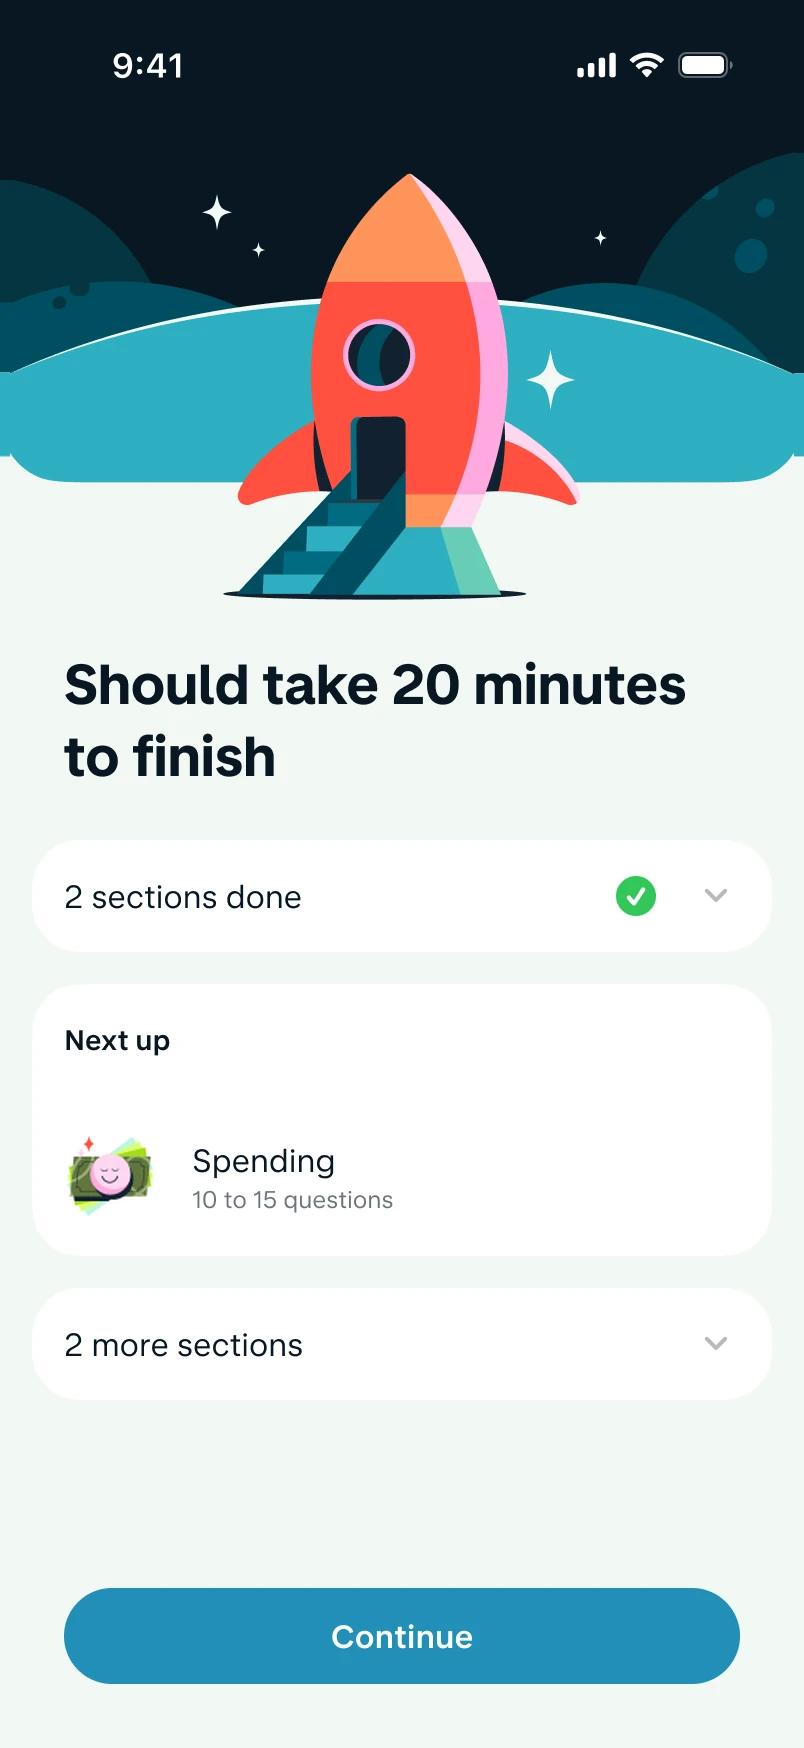 9:41
Should take 20 minutes
to finish
2 sections done
Next up
Spending
10 to 15 questions
2 more sections
Continue